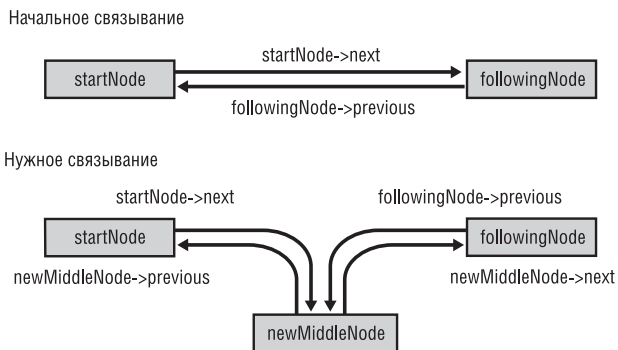 Начальное связывание
startNode->next
startNode
followingNode
followingNode->previous
Нужное связывание
startNode->next
followingNode->previous
startNode
followingNode
newMiddleNode->previous
newMiddleNode->next
newMiddleNode